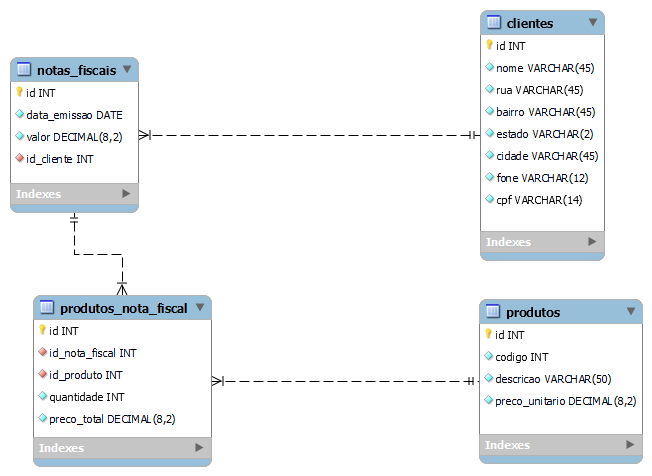 notas_fiscais
id INT
data_emissao DATE
valor DECIMAL(8,2)
id_cliente INT
Indexes
clientes
id INT
nome VARCHAR(45)
rua VARCHAR(45)
bairro VARCHAR(45)
estado VARCHAR(2)
cidade VARCHAR(45)
fone VARCHAR(12)
cpf VARCHAR(14)
Indexes
produtos_nota_fiscal
id INT
id_nota_fiscal INT
id_produto INT
quantidade INT
preco_total DECIMAL(8,2)
Indexes
produtos
id INT
codigo INT
descricao VARCHAR(50)
preco_unitario DECIMAL(8,2)
Indexes